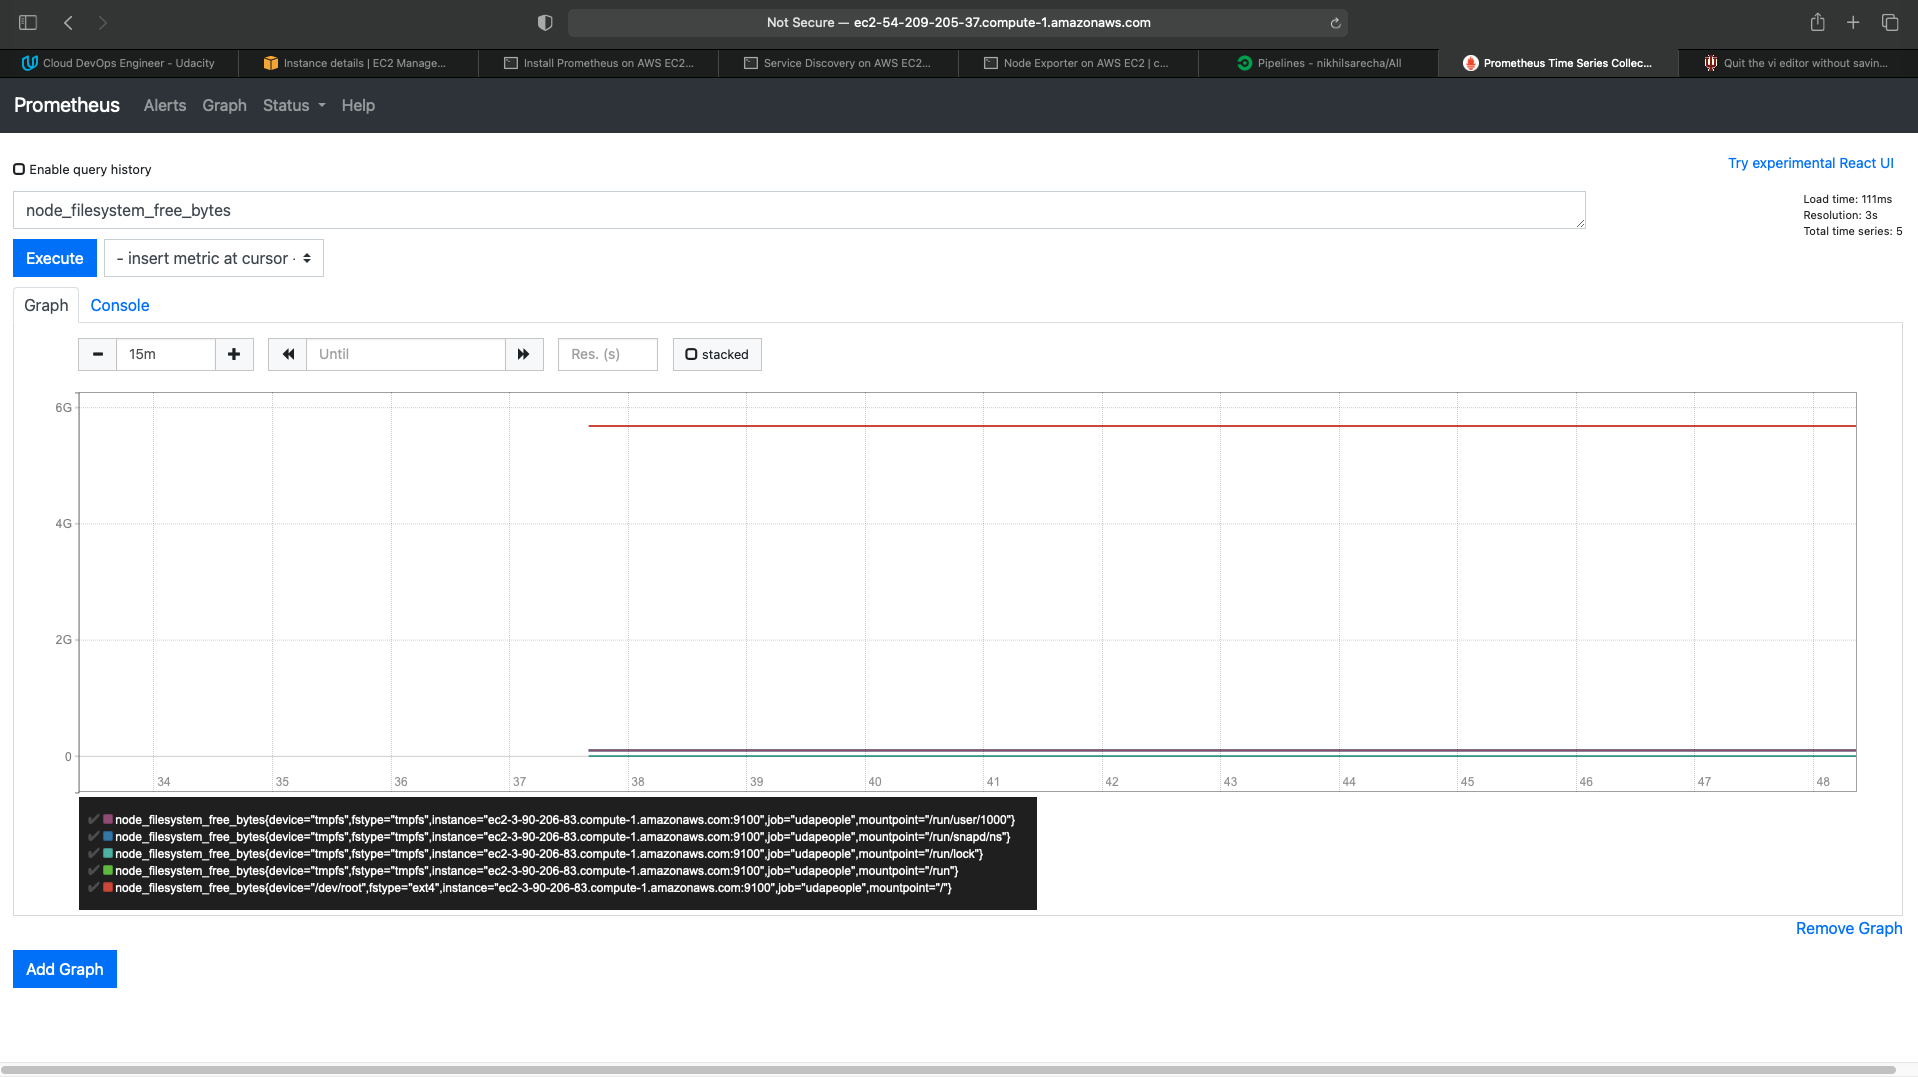 Not Secure — ec2-54-209-205-37.compute-1.amazonaws.com
Cloud DevOps Engineer - Udacity
Instance details | EC2 Manage...
Install Prometheus on AWS EC2...
Service Discovery on AWS EC2...
Node Exporter on AWS EC2 | c...
Pipelines - nikhilsarecha/All
Prometheus Time Series Collec...
Quit the vi editor without savin...
Prometheus Alerts Graph Status Help
Enable query history
Try experimental React UI
node_filesystem_free_bytes
Load time: 111ms
Resolution: 3s
Total time series: 5
Execute
- insert metric at cursor -
Graph Console
15m
Until
Res. (s)
stacked
6G
4G
2G
0
34 35 36 37 38 39 40 41 42 43 44 45 46 47 48
node_filesystem_free_bytes{device="tmpfs",fstype="tmpfs",instance="ec2-3-90-206-83.compute-1.amazonaws.com:9100",job="udapeople",mountpoint="/run/user/1000"}
node_filesystem_free_bytes{device="tmpfs",fstype="tmpfs",instance="ec2-3-90-206-83.compute-1.amazonaws.com:9100",job="udapeople",mountpoint="/run/snapd/ns"}
node_filesystem_free_bytes{device="tmpfs",fstype="tmpfs",instance="ec2-3-90-206-83.compute-1.amazonaws.com:9100",job="udapeople",mountpoint="/run/lock"}
node_filesystem_free_bytes{device="tmpfs",fstype="tmpfs",instance="ec2-3-90-206-83.compute-1.amazonaws.com:9100",job="udapeople",mountpoint="/run"}
node_filesystem_free_bytes{device="/dev/root",fstype="ext4",instance="ec2-3-90-206-83.compute-1.amazonaws.com:9100",job="udapeople",mountpoint="/"}
Remove Graph
Add Graph